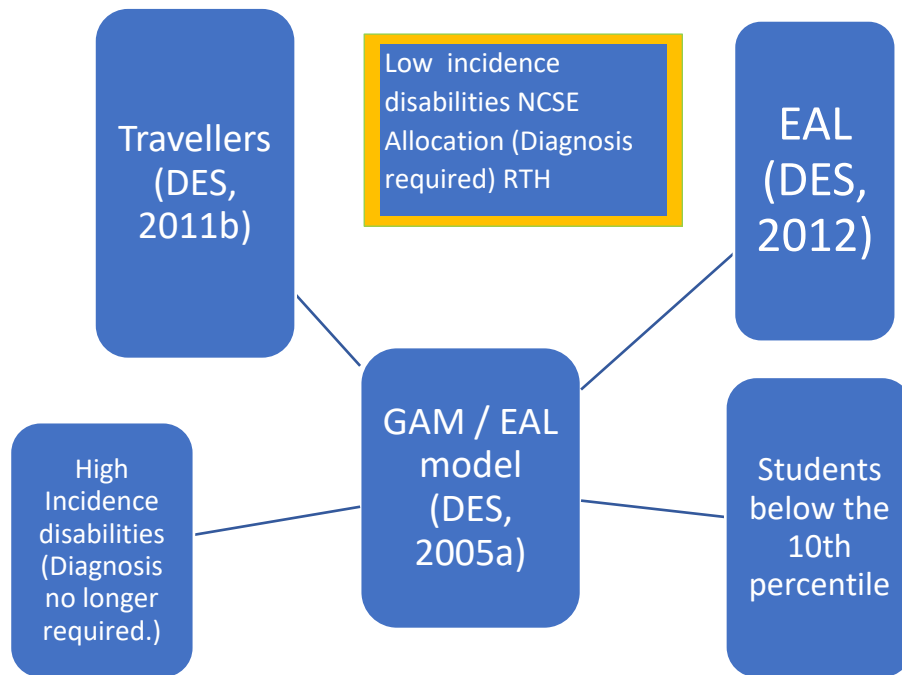 Travellers
(DES,
2011b)
Low incidence
disabilities NCSE
Allocation (Diagnosis
required) RTH
EAL
(DES,
2012)
GAM / EAL
model
(DES,
2005a)
High
Incidence
disabilities
(Diagnosis
no longer
required.)
Students
below the
10th
percentile